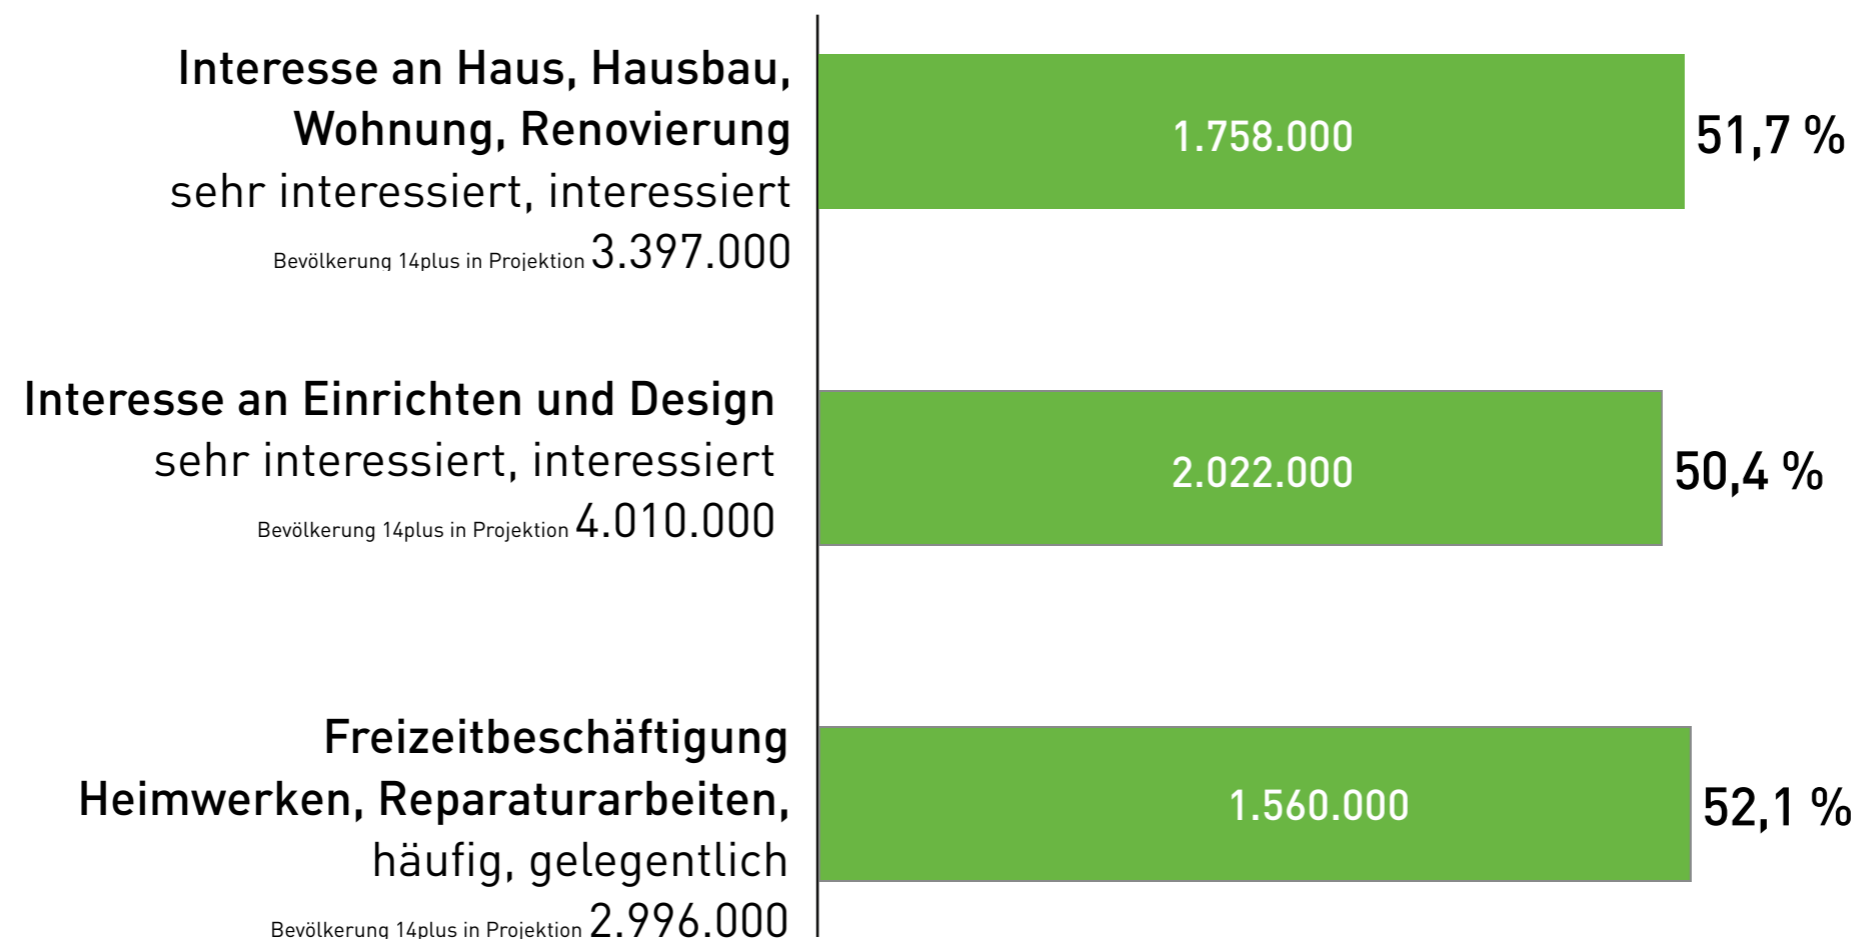 Interesse an Haus, Hausbau,
Wohnung, Renovierung
sehr interessiert, interessiert
Bevölkerung 14plus in Projektion 3.397.000
1.758.000
51,7 %
Interesse an Einrichten und Design
sehr interessiert, interessiert
Bevölkerung 14plus in Projektion 4.010.000
2.022.000
50,4 %
Freizeitbeschäftigung
Heimwerken, Reparaturarbeiten,
häufig, gelegentlich
Bevölkerung 14plus in Projektion 2.996.000
1.560.000
52,1 %